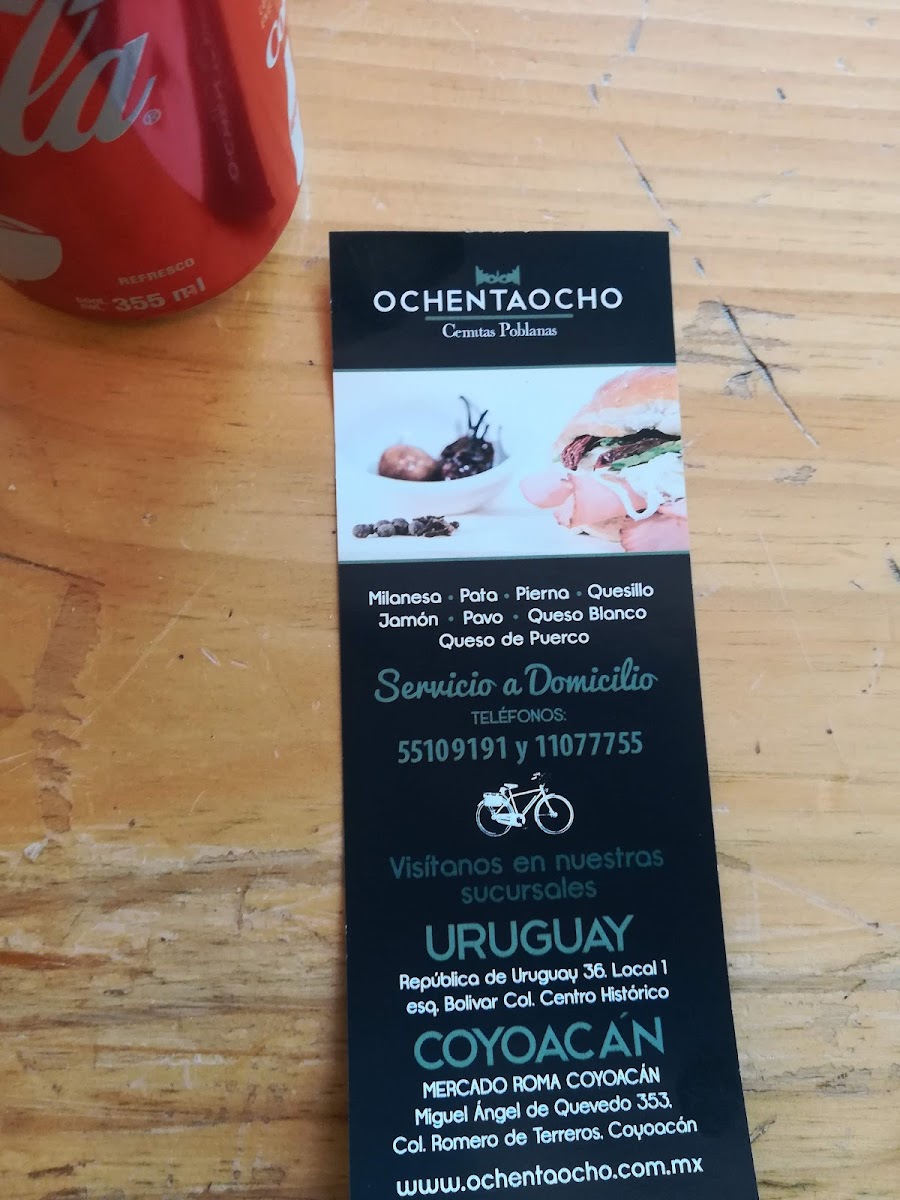 la®
REFRESCO
355 ml
OCHENTAOCHO
Cemitas Poblanas
Milanesa • Pata • Pierna • Quesillo
Jamón • Pavo • Queso Blanco
Queso de Puerco
Servicio a Domicilio
TELÉFONOS:
55109191 y 11077755
Visítanos en nuestras
sucursales
URUGUAY
República de Uruguay 36. Local 1
esq. Bolivar Col. Centro Histórico
COYOACÁN
MERCADO ROMA COYOACÁN
Miguel Ángel de Quevedo 353,
Col. Romero de Terreros, Coyoacán
www.ochentaocho.com.mx